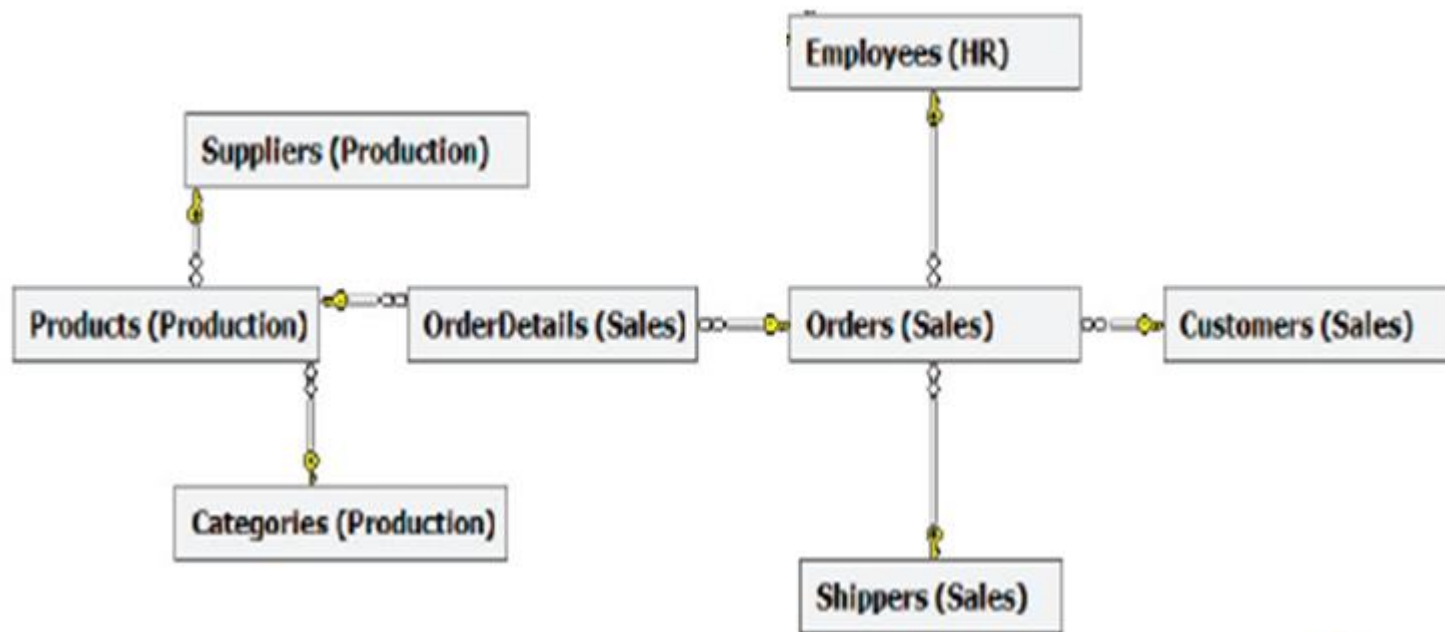 Employees (HR)
Suppliers (Production)
Products (Production)
OrderDetails (Sales)
Orders (Sales)
Customers (Sales)
Categories (Production)
Shippers (Sales)